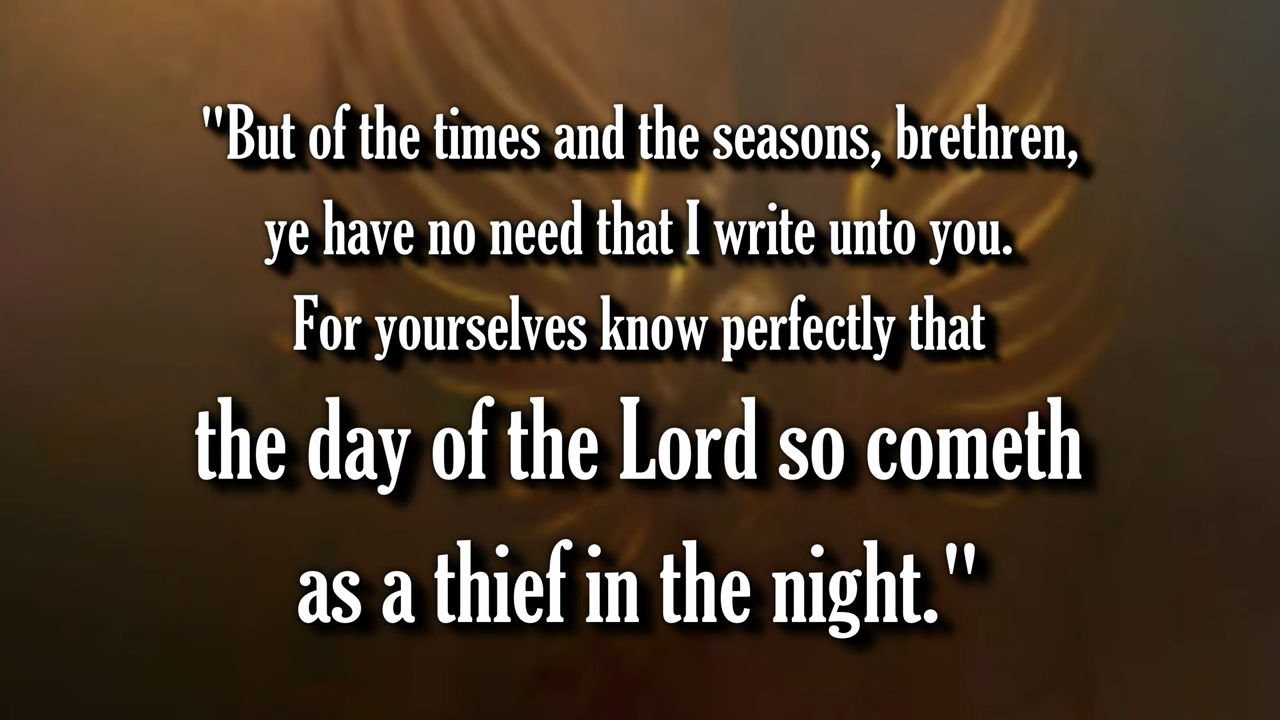 "But of the times and the seasons, brethren,
ye have no need that I write unto you.
For yourselves know perfectly that
the day of the Lord so cometh
as a thief in the night."